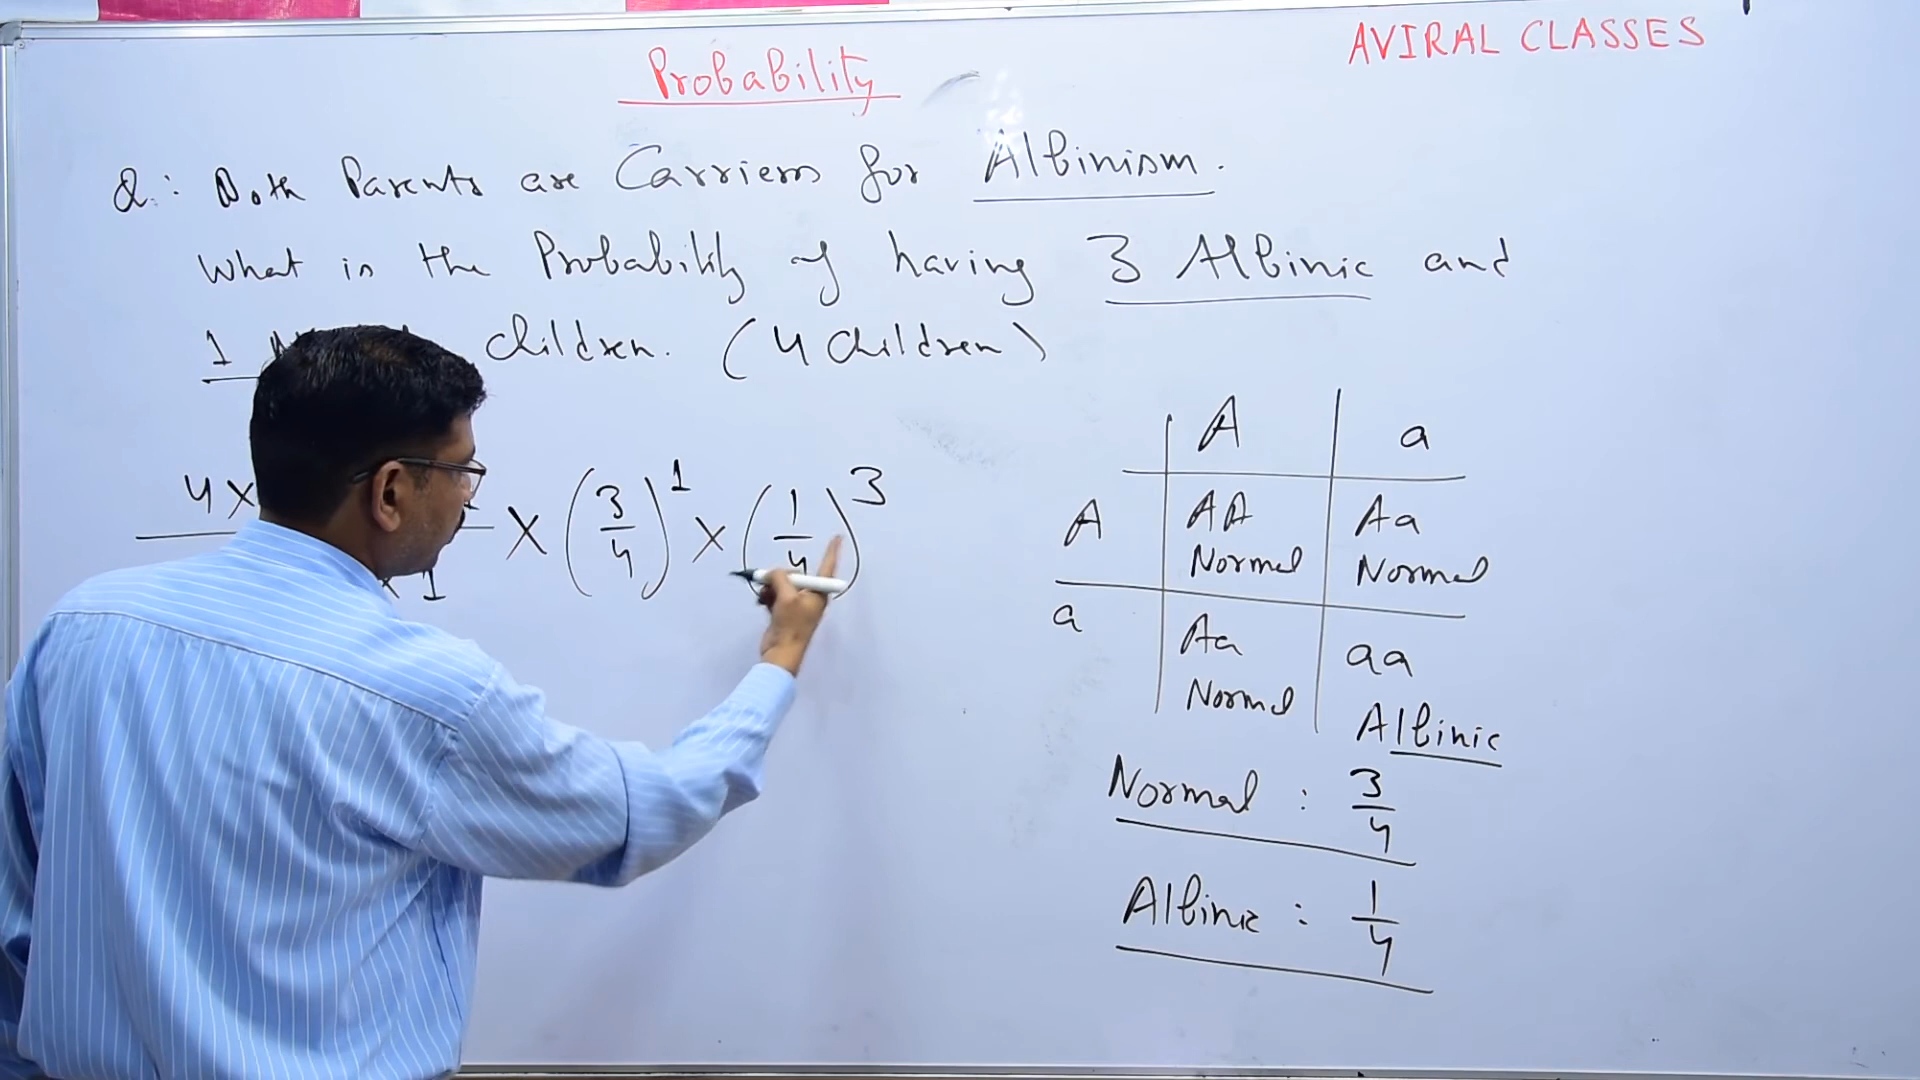 Probability
AVIRAL CLASSES
Q.: Both Parents are Carriers for Albinism.
What is the Probability of having 3 Albinic and
1 children. (4 Children)
4 x
x (3/4)^1 x (1/4)^3
x 1
A a
A AA Aa
Normal Normal
a Aa aa
Normal Albinic
Normal : 3/4
Albinic : 1/4